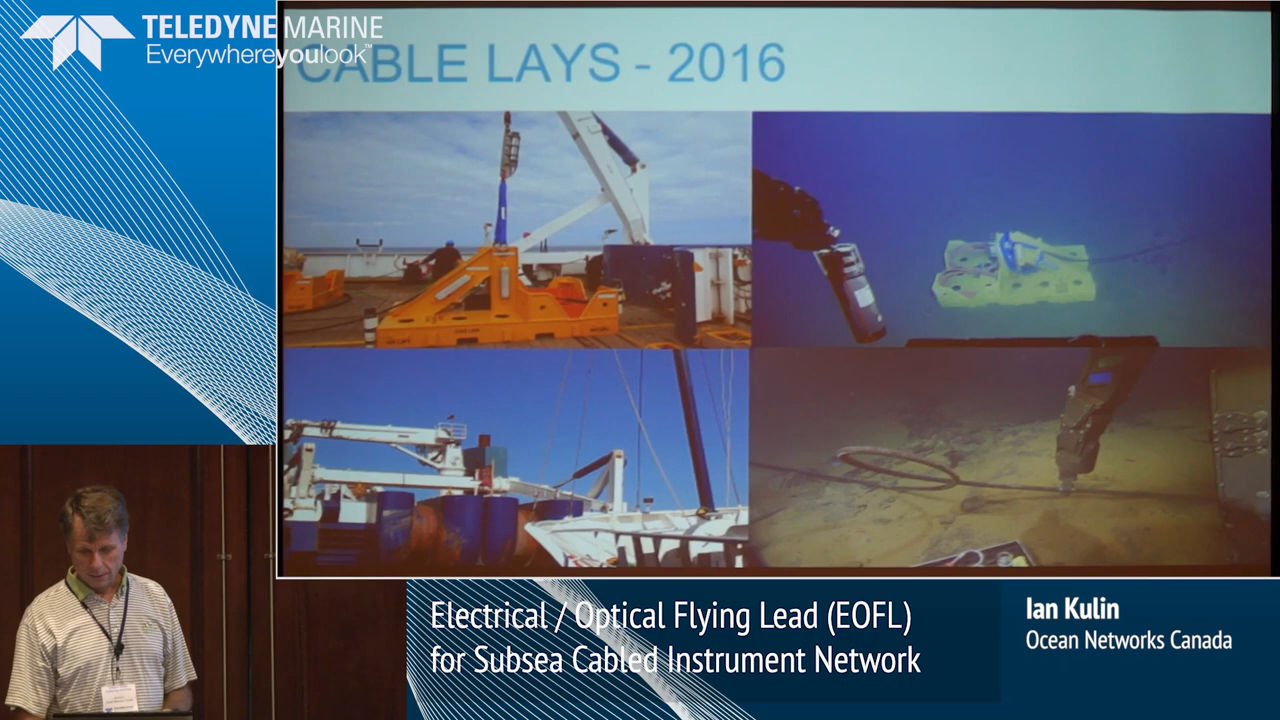 TELEDYNE MARINE
Everywhereyoulook™
CABLE LAYS - 2016
Electrical / Optical Flying Lead (EOFL)
for Subsea Cabled Instrument Network
Ian Kulin
Ocean Networks Canada